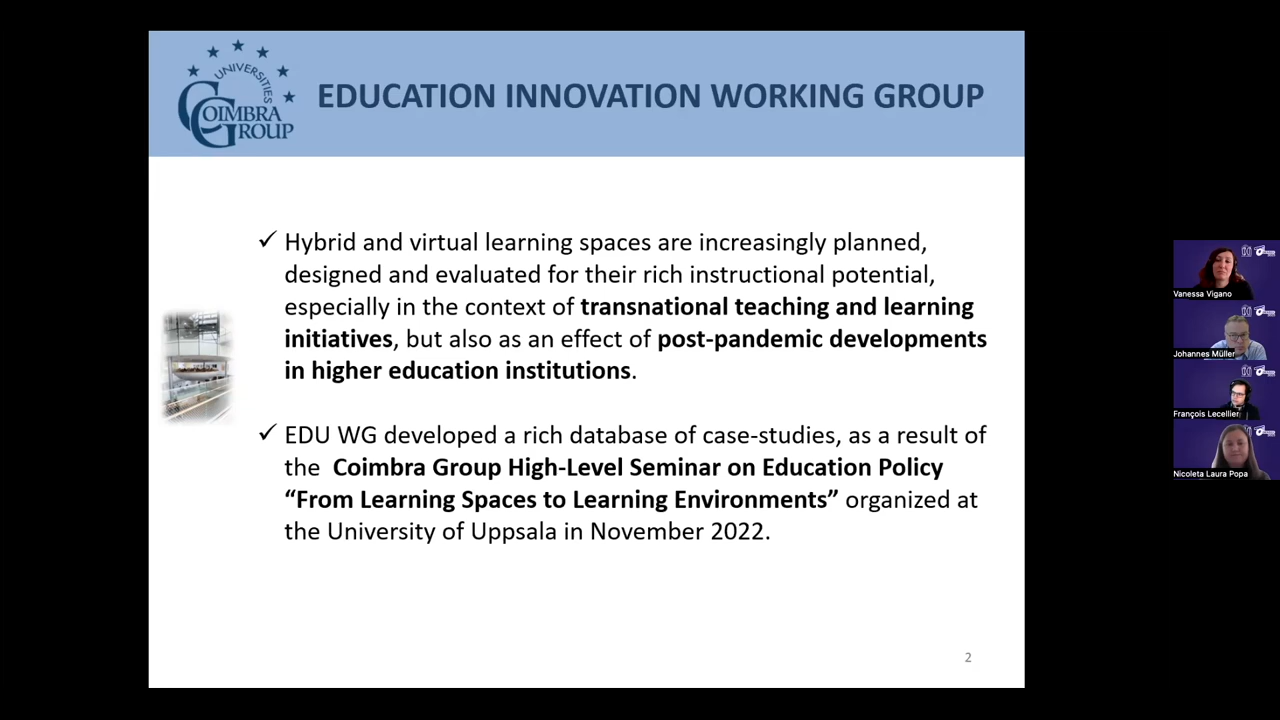 UNIVERSITIES
COIMBRA
GROUP
EDUCATION INNOVATION WORKING GROUP
✓ Hybrid and virtual learning spaces are increasingly planned,
designed and evaluated for their rich instructional potential,
especially in the context of transnational teaching and learning
initiatives, but also as an effect of post-pandemic developments
in higher education institutions.
✓ EDU WG developed a rich database of case-studies, as a result of
the Coimbra Group High-Level Seminar on Education Policy
“From Learning Spaces to Learning Environments” organized at
the University of Uppsala in November 2022.
2
Vanessa Vigano
Johannes Müller
François Lecellier
Nicoleta Laura Popa